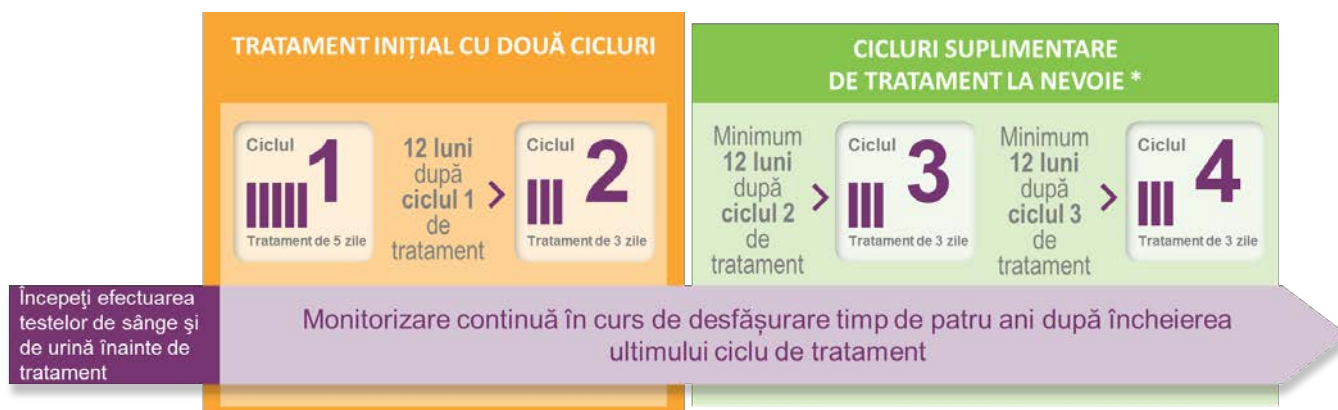 TRATAMENT INIȚIAL CU DOUĂ CICLURI
Ciclul
1
Tratament de 5 zile
12 luni
după
ciclul 1
de
tratament
Ciclul
2
Tratament de 3 zile
CICLURI SUPLIMENTARE
DE TRATAMENT LA NEVOIE *
Minimum
12 luni
după
ciclul 2
de
tratament
Ciclul
3
Tratament de 3 zile
Minimum
12 luni
după
ciclul 3
de
tratament
Ciclul
4
Tratament de 3 zile
Începeţi efectuarea
testelor de sânge şi
de urină înainte de
tratament
Monitorizare continuă în curs de desfășurare timp de patru ani după încheierea
ultimului ciclu de tratament